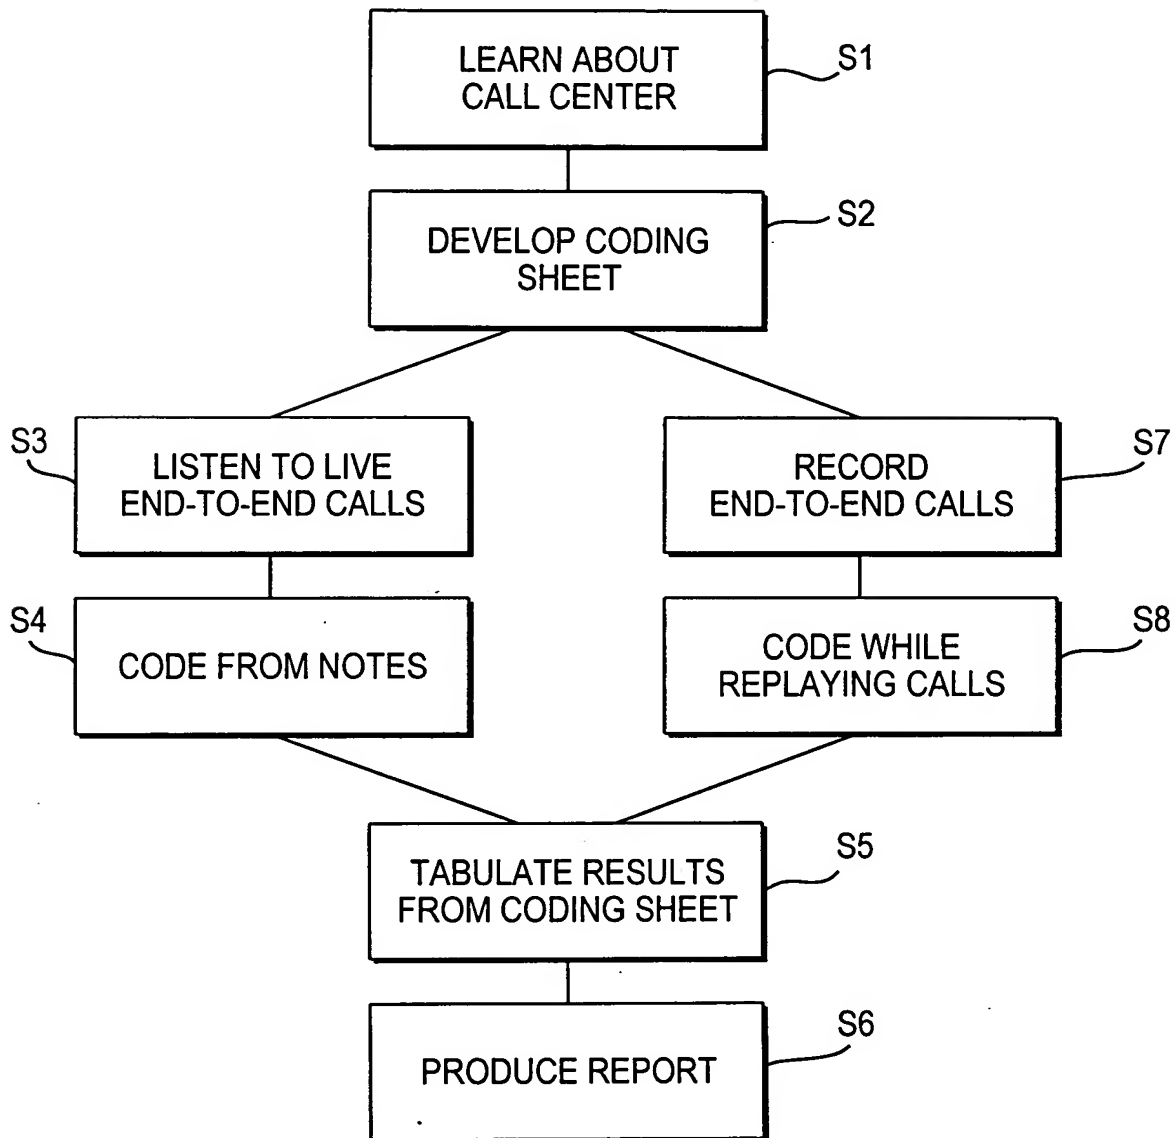 LEARN ABOUT
CALL CENTER
S1
DEVELOP CODING
SHEET
S2
S3
LISTEN TO LIVE
END-TO-END CALLS
RECORD
END-TO-END CALLS
S7
S4
CODE FROM NOTES
CODE WHILE
REPLAYING CALLS
S8
TABULATE RESULTS
FROM CODING SHEET
S5
PRODUCE REPORT
S6